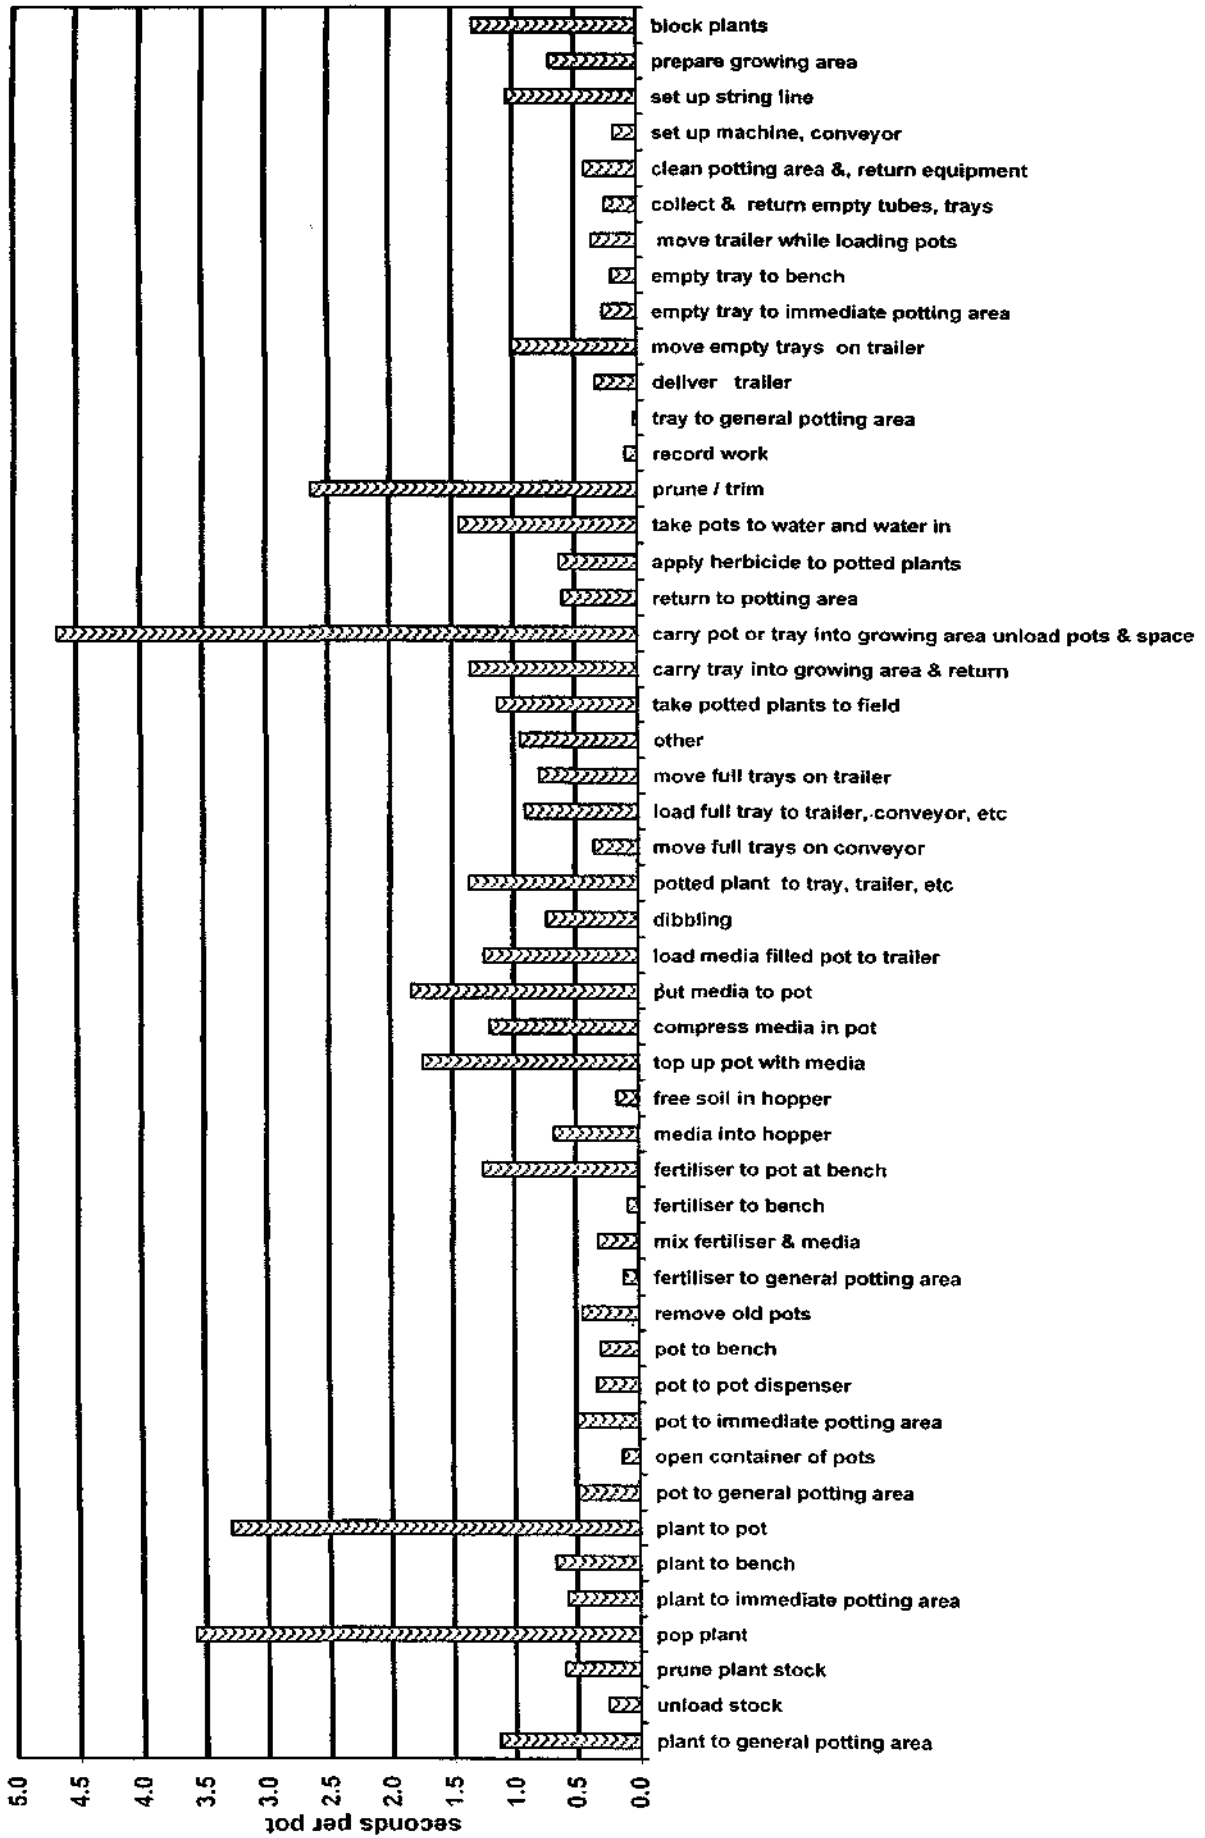 block plants
prepare growing area
set up string line
set up machine, conveyor
clean potting area &, return equipment
collect & return empty tubes, trays
move trailer while loading pots
empty tray to bench
empty tray to immediate potting area
move empty trays on trailer
deliver trailer
tray to general potting area
record work
prune / trim
take pots to water and water in
apply herbicide to potted plants
return to potting area
carry pot or tray into growing area unload pots & space
carry tray into growing area & return
take potted plants to field
other
move full trays on trailer
load full tray to trailer, conveyor, etc
move full trays on conveyor
potted plant to tray, trailer, etc
dibbling
load media filled pot to trailer
put media to pot
compress media in pot
top up pot with media
free soil in hopper
media into hopper
fertiliser to pot at bench
fertiliser to bench
mix fertiliser & media
fertiliser to general potting area
remove old pots
pot to bench
pot to pot dispenser
pot to immediate potting area
open container of pots
pot to general potting area
plant to pot
plant to bench
plant to immediate potting area
pop plant
prune plant stock
unload stock
plant to general potting area
5.0
4.5
4.0
3.5
3.0
2.5
2.0
1.5
1.0
0.5
0.0
seconds per pot